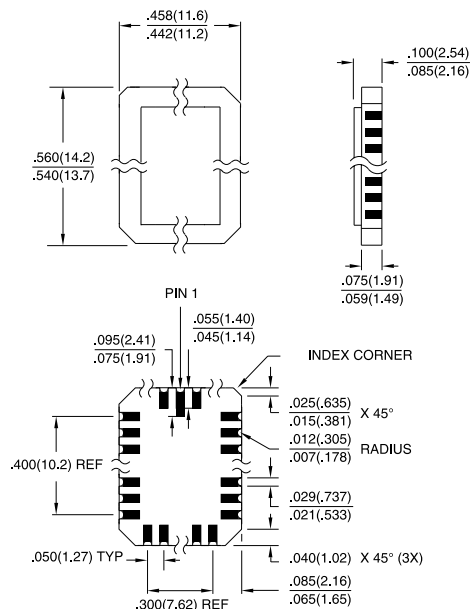 .458(11.6)
.442(11.2)
.100(2.54)
.085(2.16)
.560(14.2)
.540(13.7)
.075(1.91)
.059(1.49)
PIN 1
.055(1.40)
.045(1.14)
.095(2.41)
.075(1.91)
INDEX CORNER
.025(.635)
.015(.381)
X 45°
.012(.305)
.007(.178)
RADIUS
.400(10.2) REF
.029(.737)
.021(.533)
.050(1.27) TYP
.040(1.02) X 45° (3X)
.085(2.16)
.065(1.65)
.300(7.62) REF